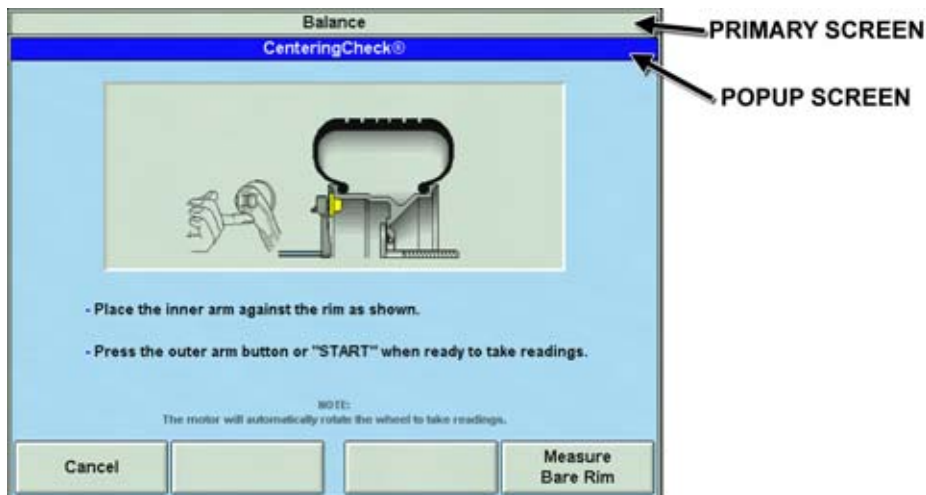 Balance
PRIMARY SCREEN
CenteringCheck®
POPUP SCREEN
- Place the inner arm against the rim as shown.
- Press the outer arm button or "START" when ready to take readings.
NOTE:
The motor will automatically rotate the wheel to take readings.
Cancel
Measure
Bare Rim